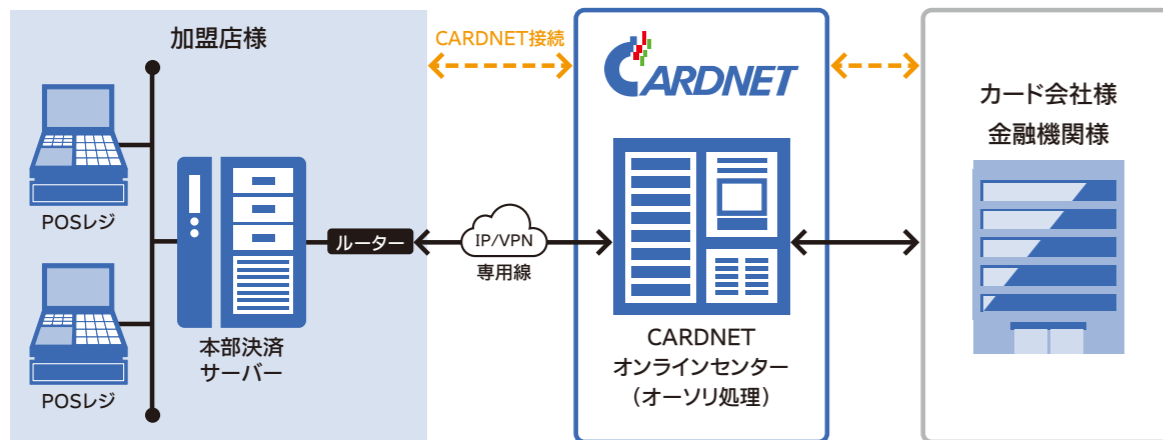 加盟店様
POSレジ
POSレジ
本部決済
サーバー
ルーター
CARDNET接続
IP/VPN
専用線
CARDNET
CARDNET
オンラインセンター
（オーソリ処理）
カード会社様
金融機関様